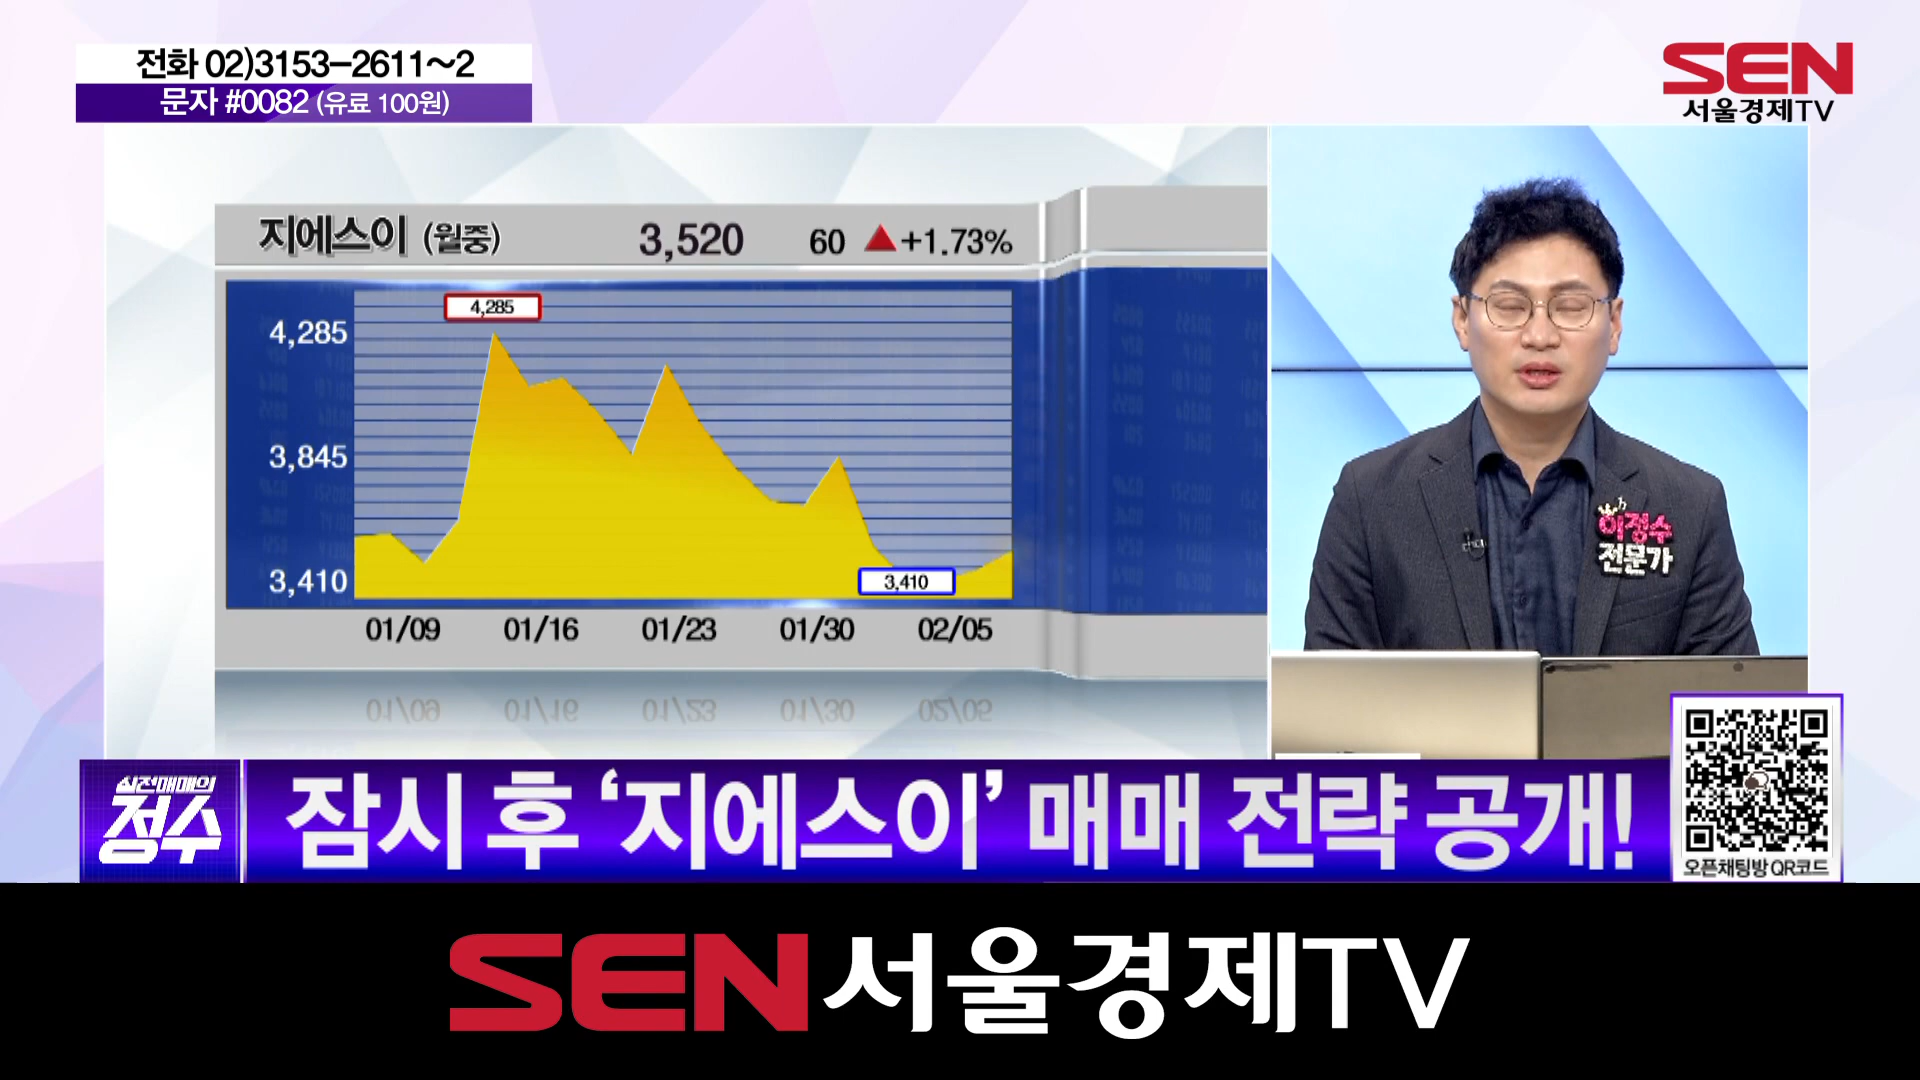 전화 02)3153-2611~2
문자 #0082 (유료 100원)
SEN
서울경제TV
지에스이 (월중) 3,520 60 ▲+1.73%
4,285
4,285
3,845
3,410
3,410
01/09 01/16 01/23 01/30 02/05
이정수
전문가
실전매매의
정수
잠시 후 ‘지에스이’ 매매 전략 공개!
오픈채팅방 QR코드
SEN서울경제TV